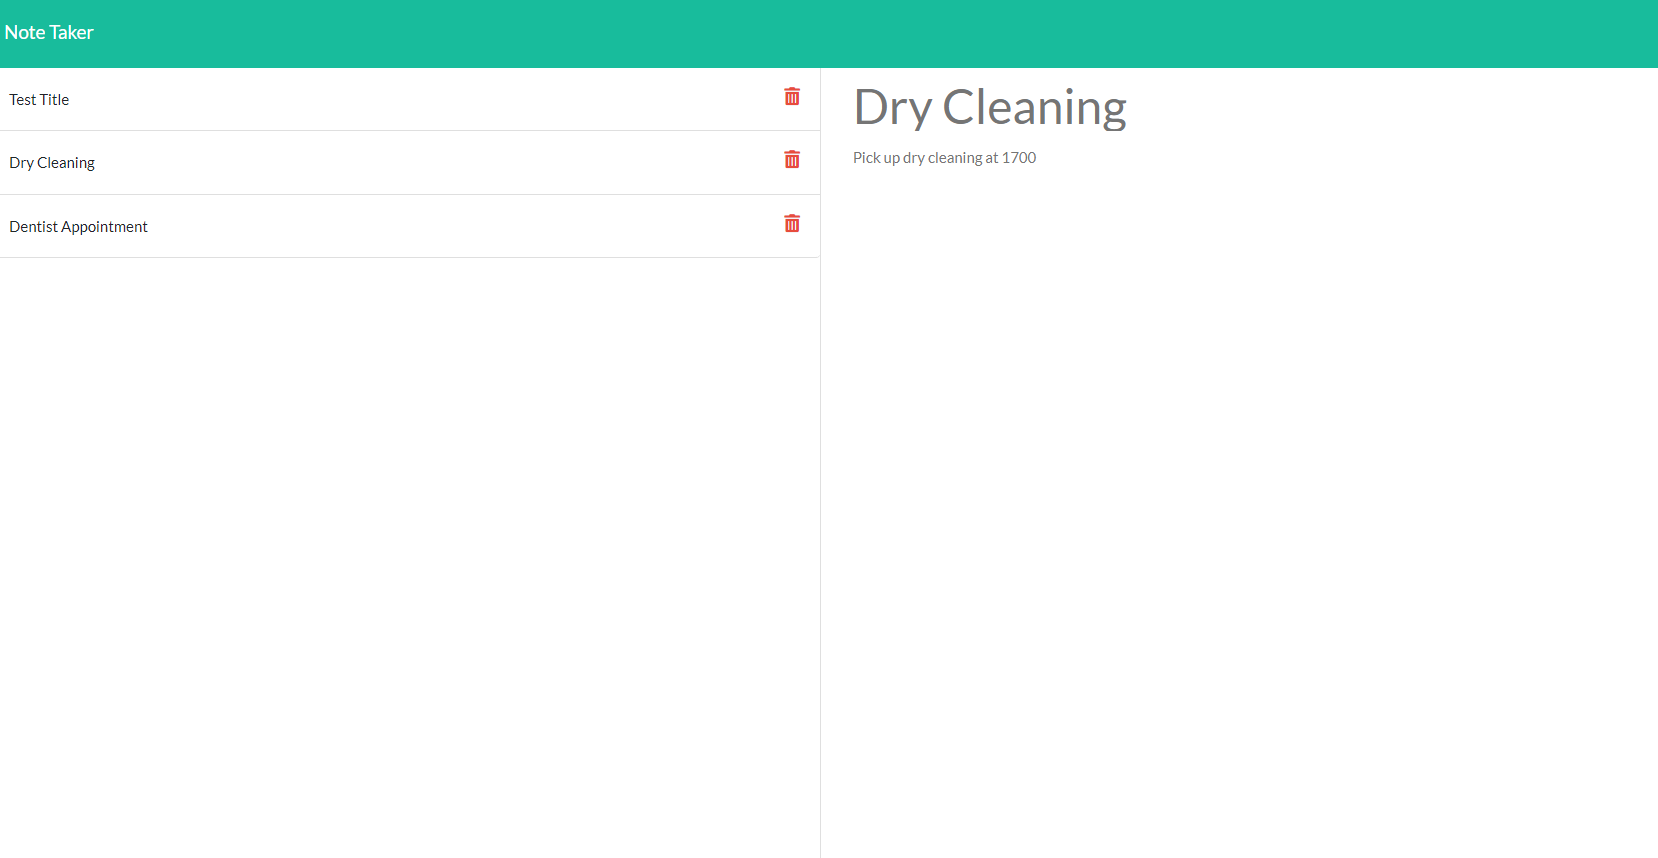 Note Taker
Test Title
Dry Cleaning
Dentist Appointment
Dry Cleaning
Pick up dry cleaning at 1700